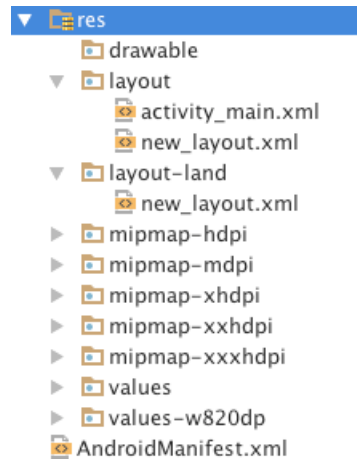 res
drawable
layout
activity_main.xml
new_layout.xml
layout-land
new_layout.xml
mipmap-hdpi
mipmap-mdpi
mipmap-xhdpi
mipmap-xxhdpi
mipmap-xxxhdpi
values
values-w820dp
AndroidManifest.xml